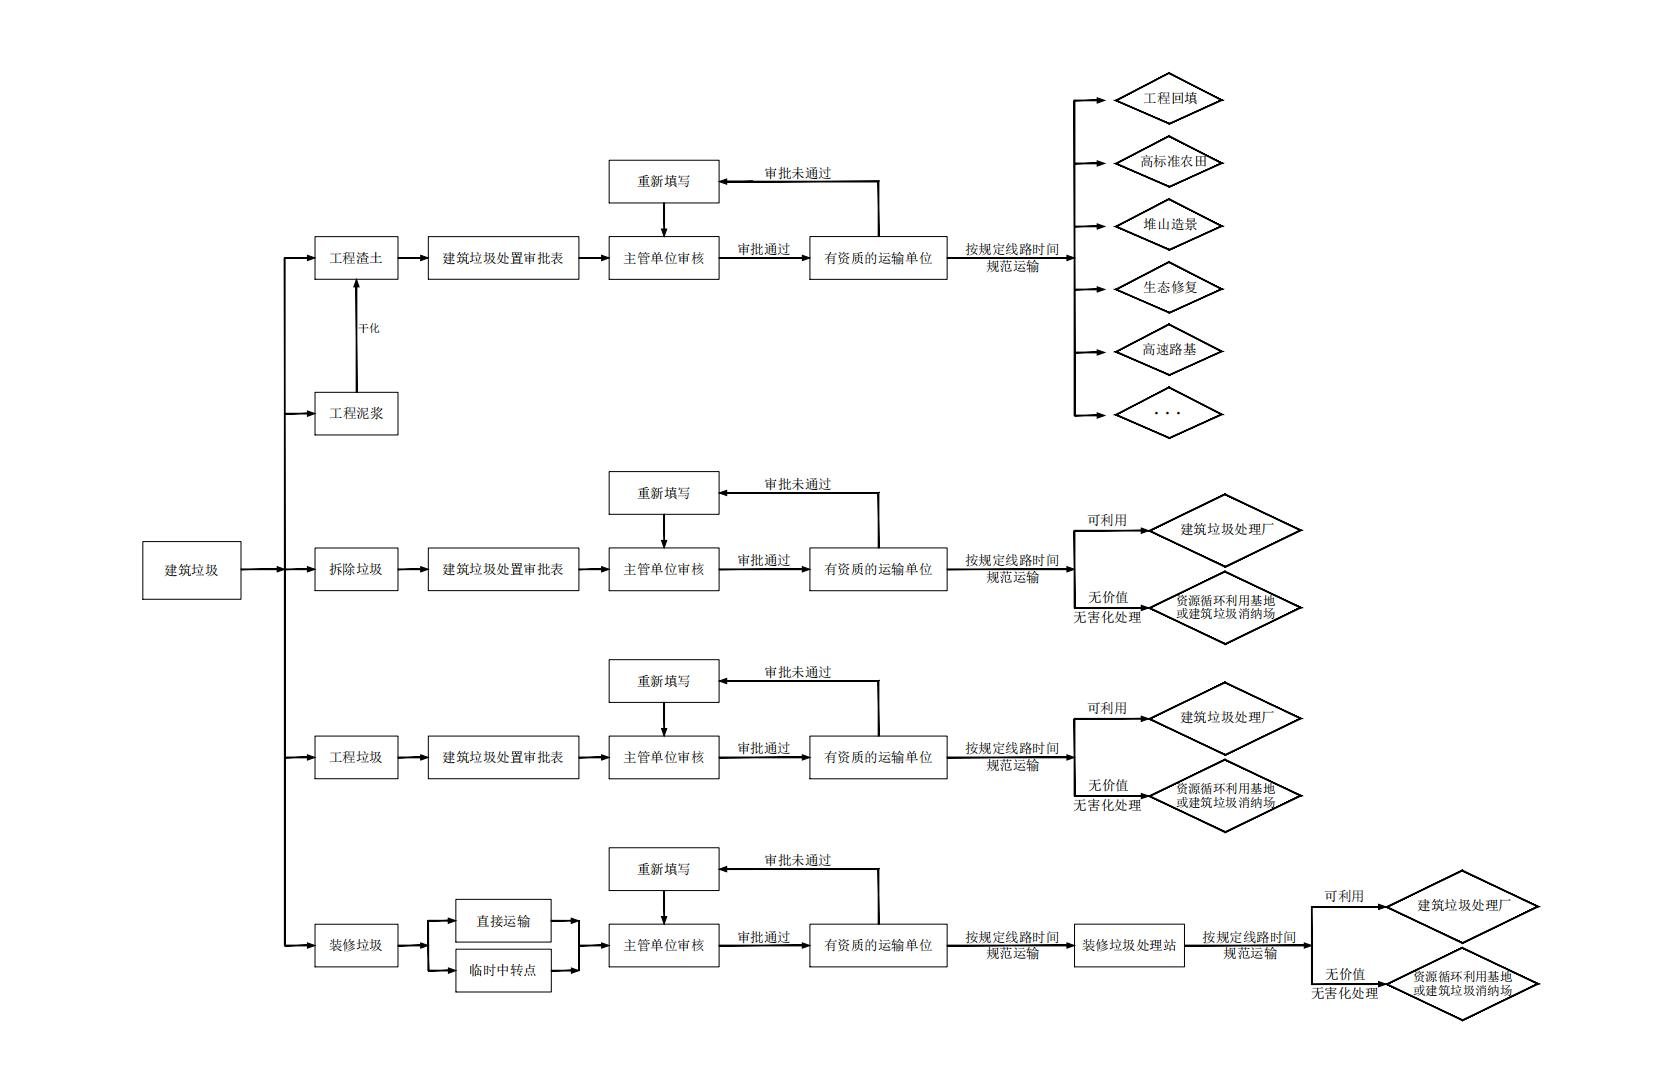 工程回填
高标准农田
堆山造景
生态修复
高速路基
···
重新填写
审批未通过
工程渣土
建筑垃圾处置审批表
主管单位审核
审批通过
有资质的运输单位
按规定线路时间
规范运输
干化
工程泥浆
重新填写
审批未通过
建筑垃圾
拆除垃圾
建筑垃圾处置审批表
主管单位审核
审批通过
有资质的运输单位
按规定线路时间
规范运输
可利用
建筑垃圾处理厂
无价值
无害化处理
资源循环利用基地
或建筑垃圾消纳场
重新填写
审批未通过
工程垃圾
建筑垃圾处置审批表
主管单位审核
审批通过
有资质的运输单位
按规定线路时间
规范运输
可利用
建筑垃圾处理厂
无价值
无害化处理
资源循环利用基地
或建筑垃圾消纳场
重新填写
审批未通过
装修垃圾
直接运输
临时中转点
主管单位审核
审批通过
有资质的运输单位
按规定线路时间
规范运输
装修垃圾处理站
按规定线路时间
规范运输
可利用
建筑垃圾处理厂
无价值
无害化处理
资源循环利用基地
或建筑垃圾消纳场